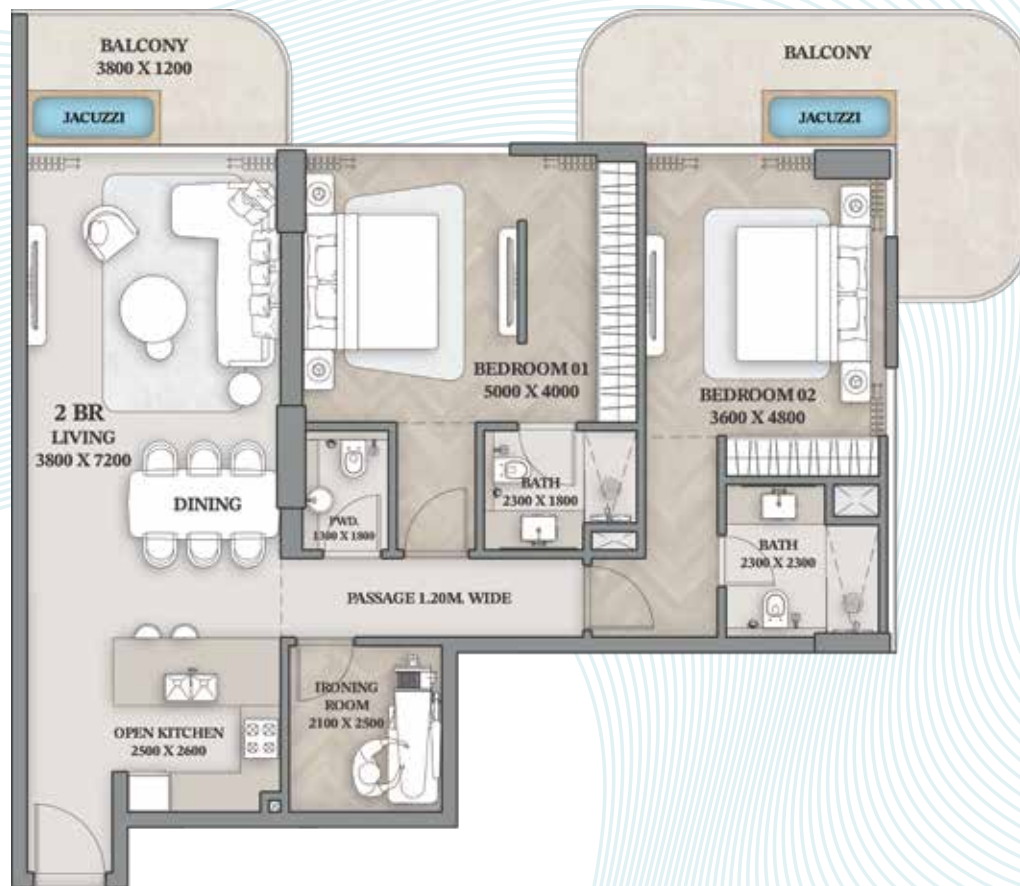 BALCONY
3800 X 1200
JACUZZI
BALCONY
JACUZZI
BEDROOM 01
5000 X 4000
BEDROOM 02
3600 X 4800
2 BR
LIVING
3800 X 7200
DINING
PWD.
1300 X 1800
BATH
2300 X 1800
BATH
2300 X 2300
PASSAGE 1.20M. WIDE
IRONING
ROOM
2100 X 2500
OPEN KITCHEN
2500 X 2600